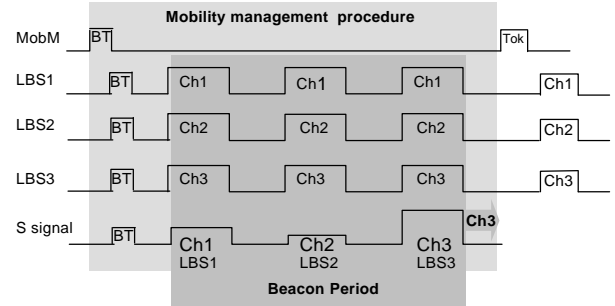 Mobility management procedure
MobM BT Tok
LBS1 BT Ch1 Ch1 Ch1 Ch1
LBS2 BT Ch2 Ch2 Ch2 Ch2
LBS3 BT Ch3 Ch3 Ch3 Ch3
Ch3
S signal BT Ch1 Ch2 Ch3
LBS1 LBS2 LBS3
Beacon Period